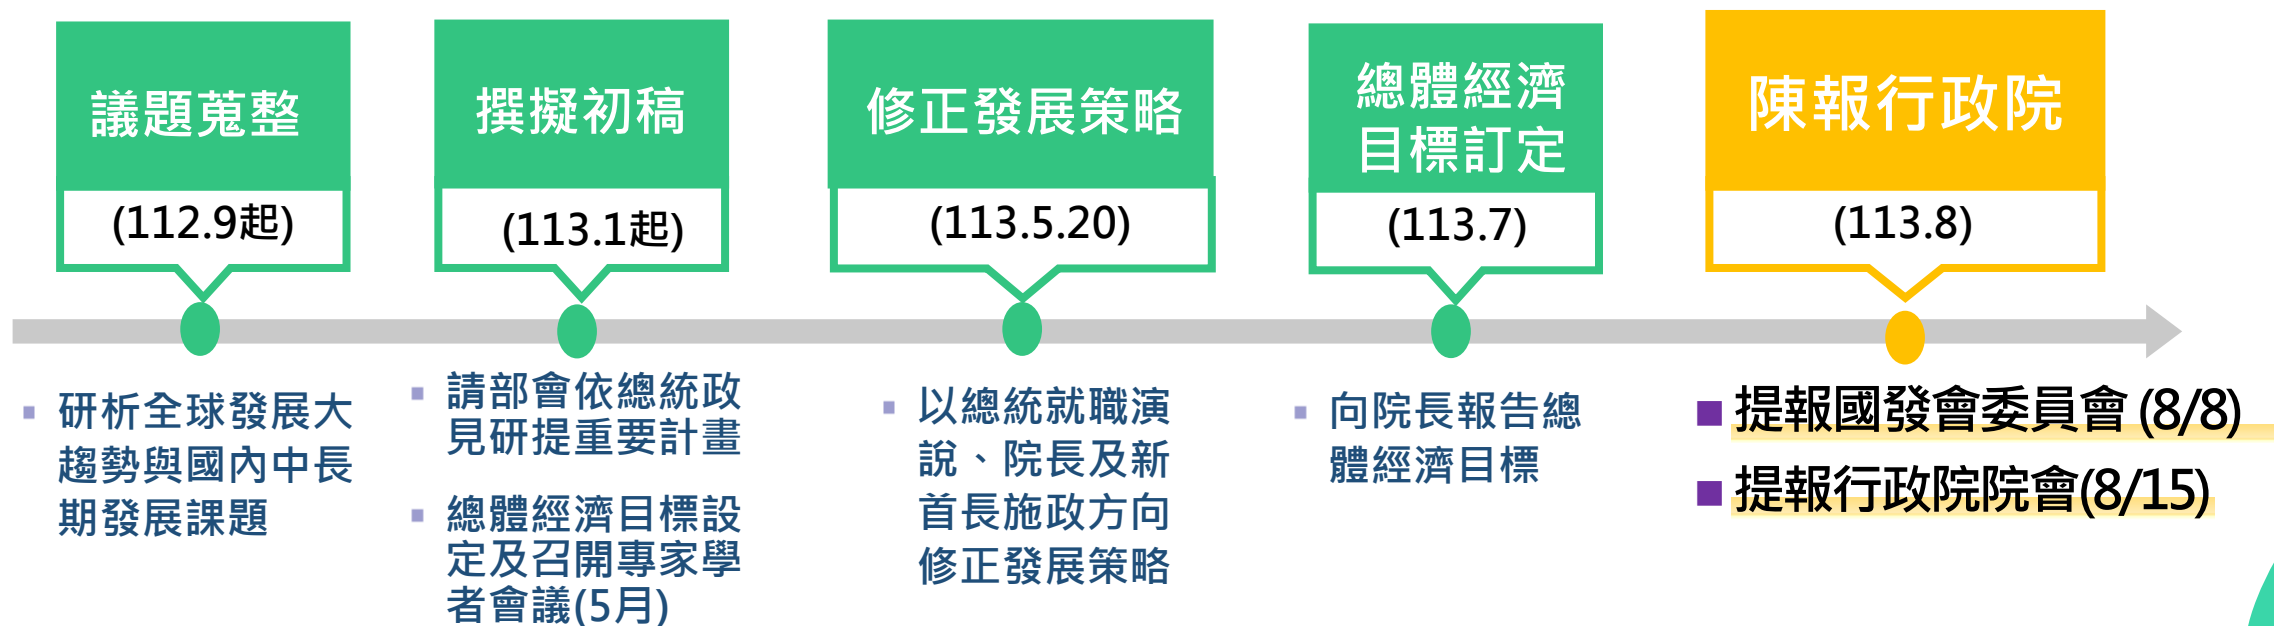 議題蒐整
(112.9起)
研析全球發展大
趨勢與國內中長
期發展課題
撰擬初稿
(113.1起)
請部會依總統政
見研提重要計畫
總體經濟目標設
定及召開專家學
者會議(5月)
修正發展策略
(113.5.20)
以總統就職演
說、院長及新
首長施政方向
修正發展策略
總體經濟
目標訂定
(113.7)
向院長報告總
體經濟目標
陳報行政院
(113.8)
提報國發會委員會 (8/8)
提報行政院院會(8/15)